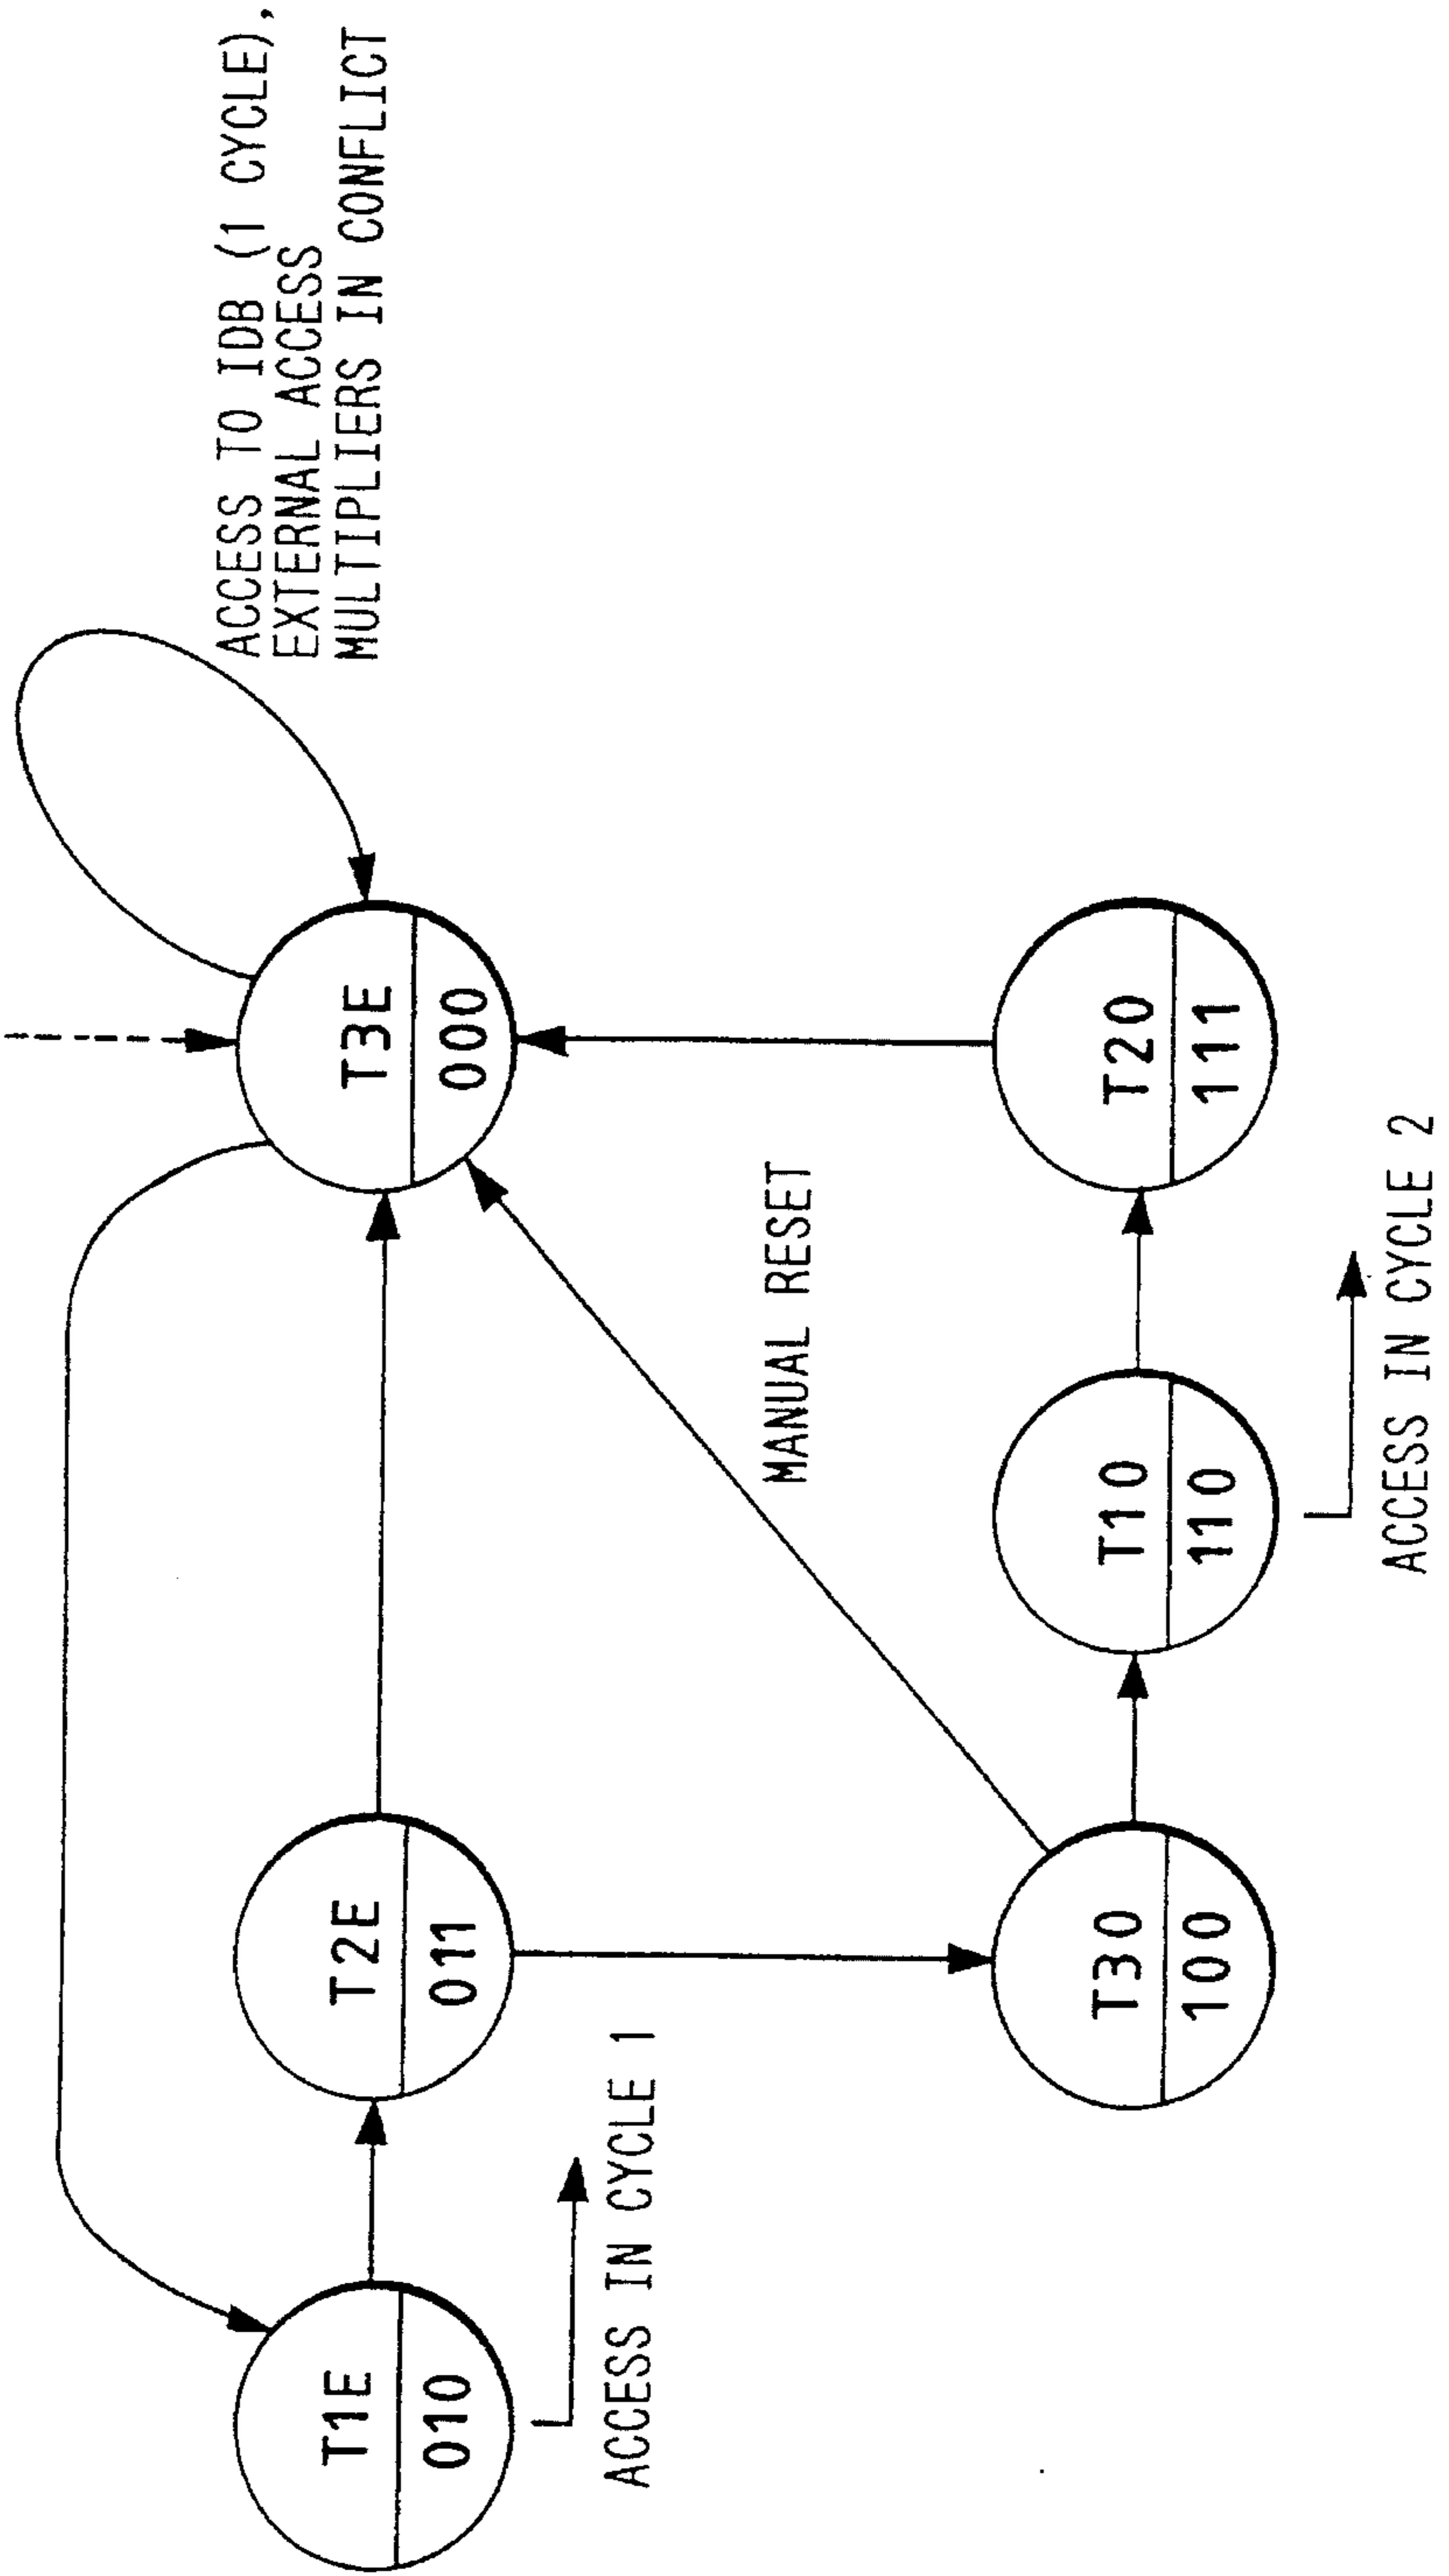 ACCESS TO IDB (1 CYCLE),
EXTERNAL ACCESS
MULTIPLIERS IN CONFLICT
T1E
010
T2E
011
T3E
000
ACCESS IN CYCLE 1
MANUAL RESET
T30
100
T10
110
T20
111
ACCESS IN CYCLE 2